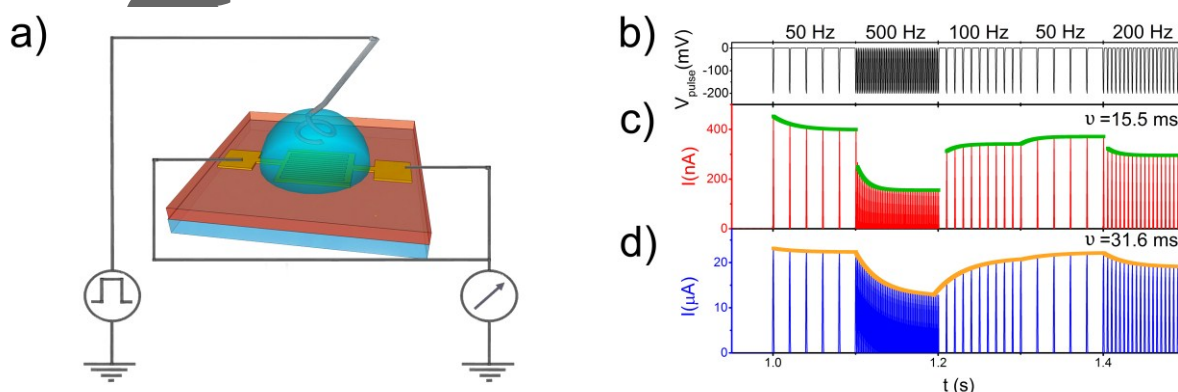 a)
b)
50 Hz 500 Hz 100 Hz 50 Hz 200 Hz
V pulse (mV)
0
-100
-200
c)
I(nA)
400
200
0
υ =15.5 ms
d)
I(μA)
20
10
0
υ =31.6 ms
1.0 1.2 1.4
t (s)